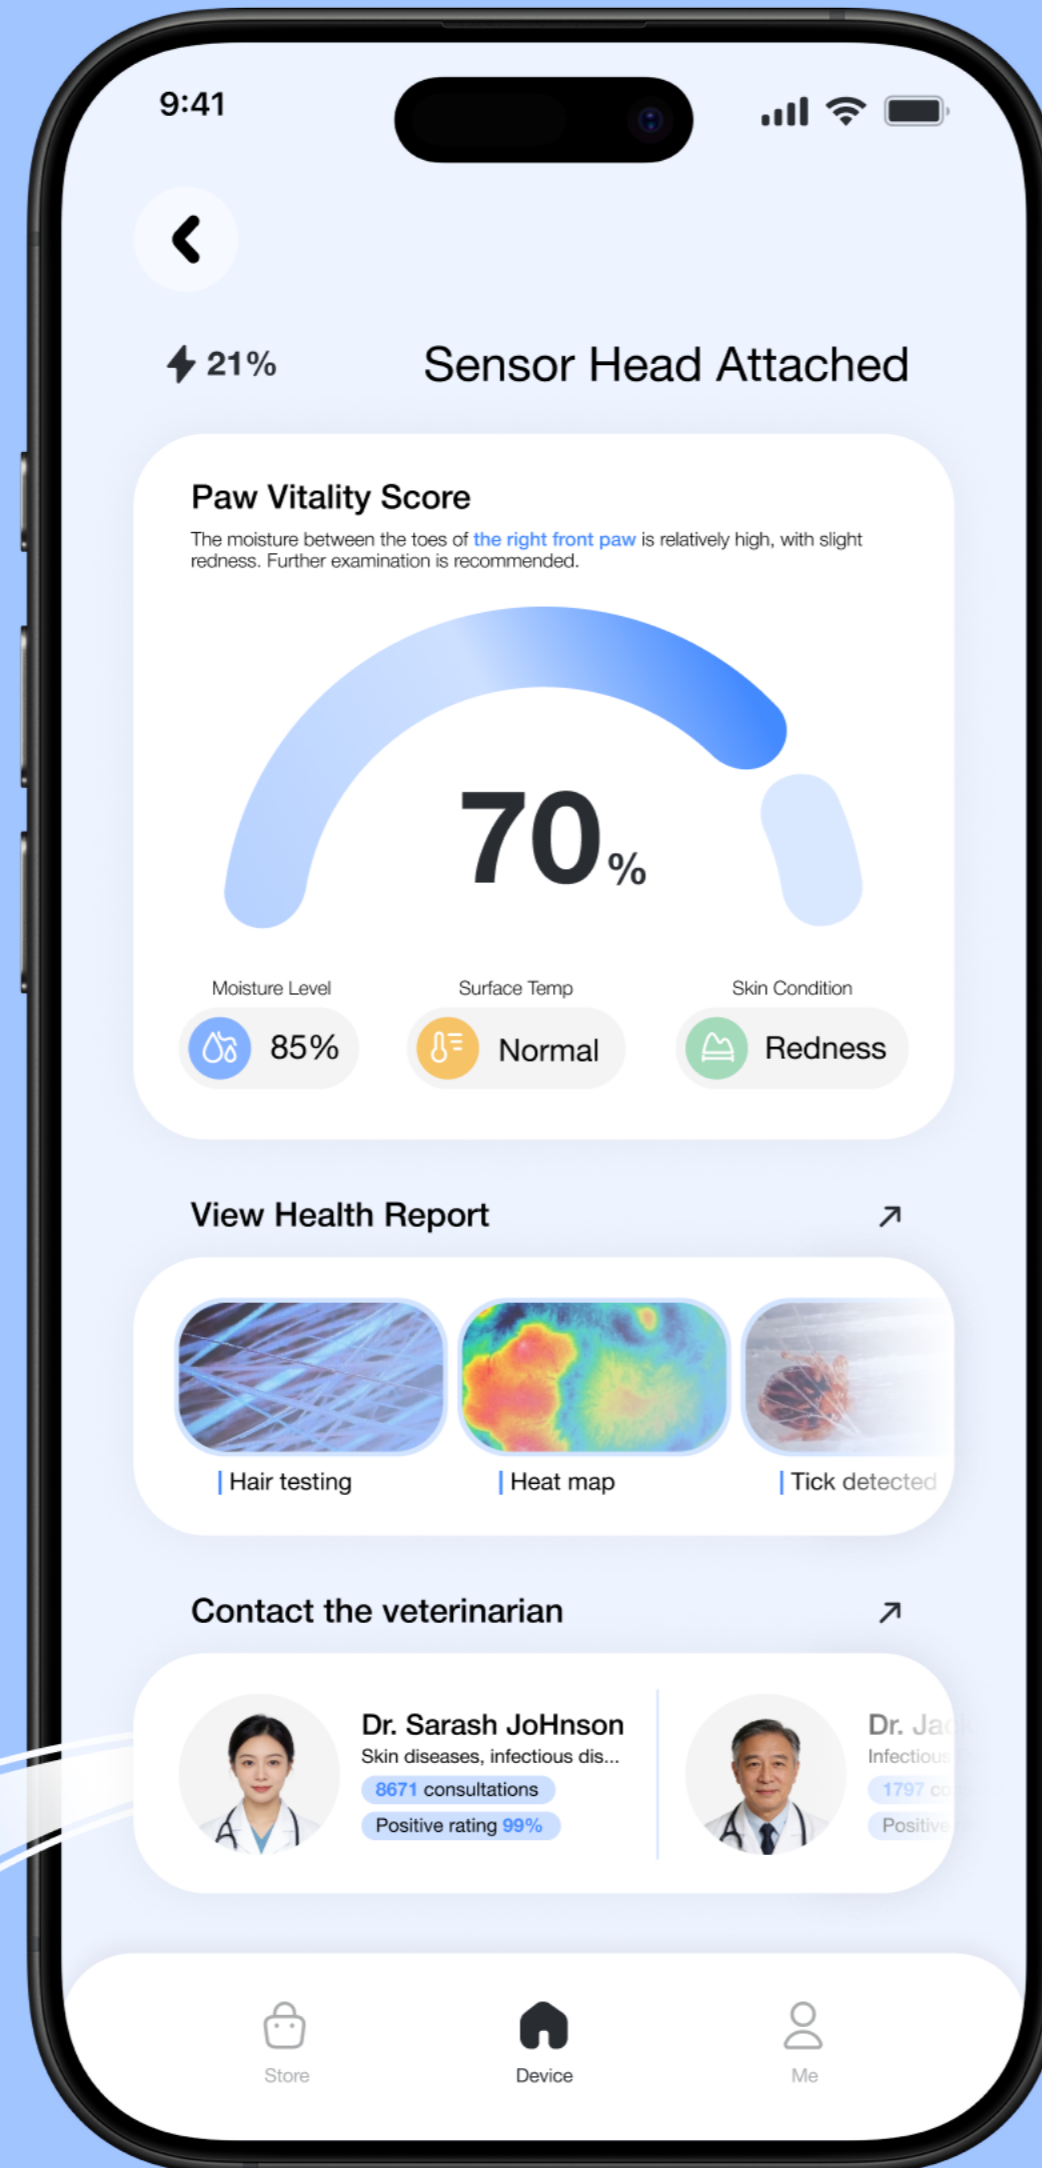 9:41
21%
Sensor Head Attached
Paw Vitality Score
The moisture between the toes of the right front paw is relatively high, with slight
redness. Further examination is recommended.
70%
Moisture Level
Surface Temp
Skin Condition
85%
Normal
Redness
View Health Report
Hair testing
Heat map
Tick detected
Contact the veterinarian
Dr. Sarash JoHnson
Skin diseases, infectious dis...
8671 consultations
Positive rating 99%
Dr.
Infectious
1797
Positive
Store
Device
Me